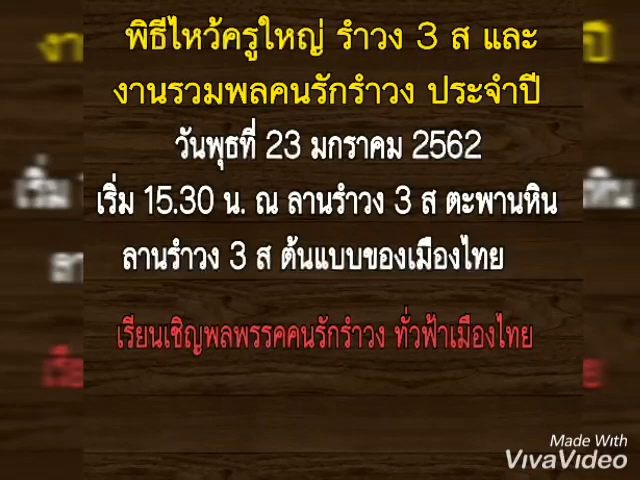 พิธีไหว้ครูใหญ่ รำวง 3 ส และ
งานรวมพลคนรักรำวง ประจำปี
วันพุธที่ 23 มกราคม 2562
เริ่ม 15.30 น. ณ ลานรำวง 3 ส ตะพานหิน
ลานรำวง 3 ส ต้นแบบของเมืองไทย
เรียนเชิญพลพรรคคนรักรำวง ทั่วฟ้าเมืองไทย
Made With
VivaVideo